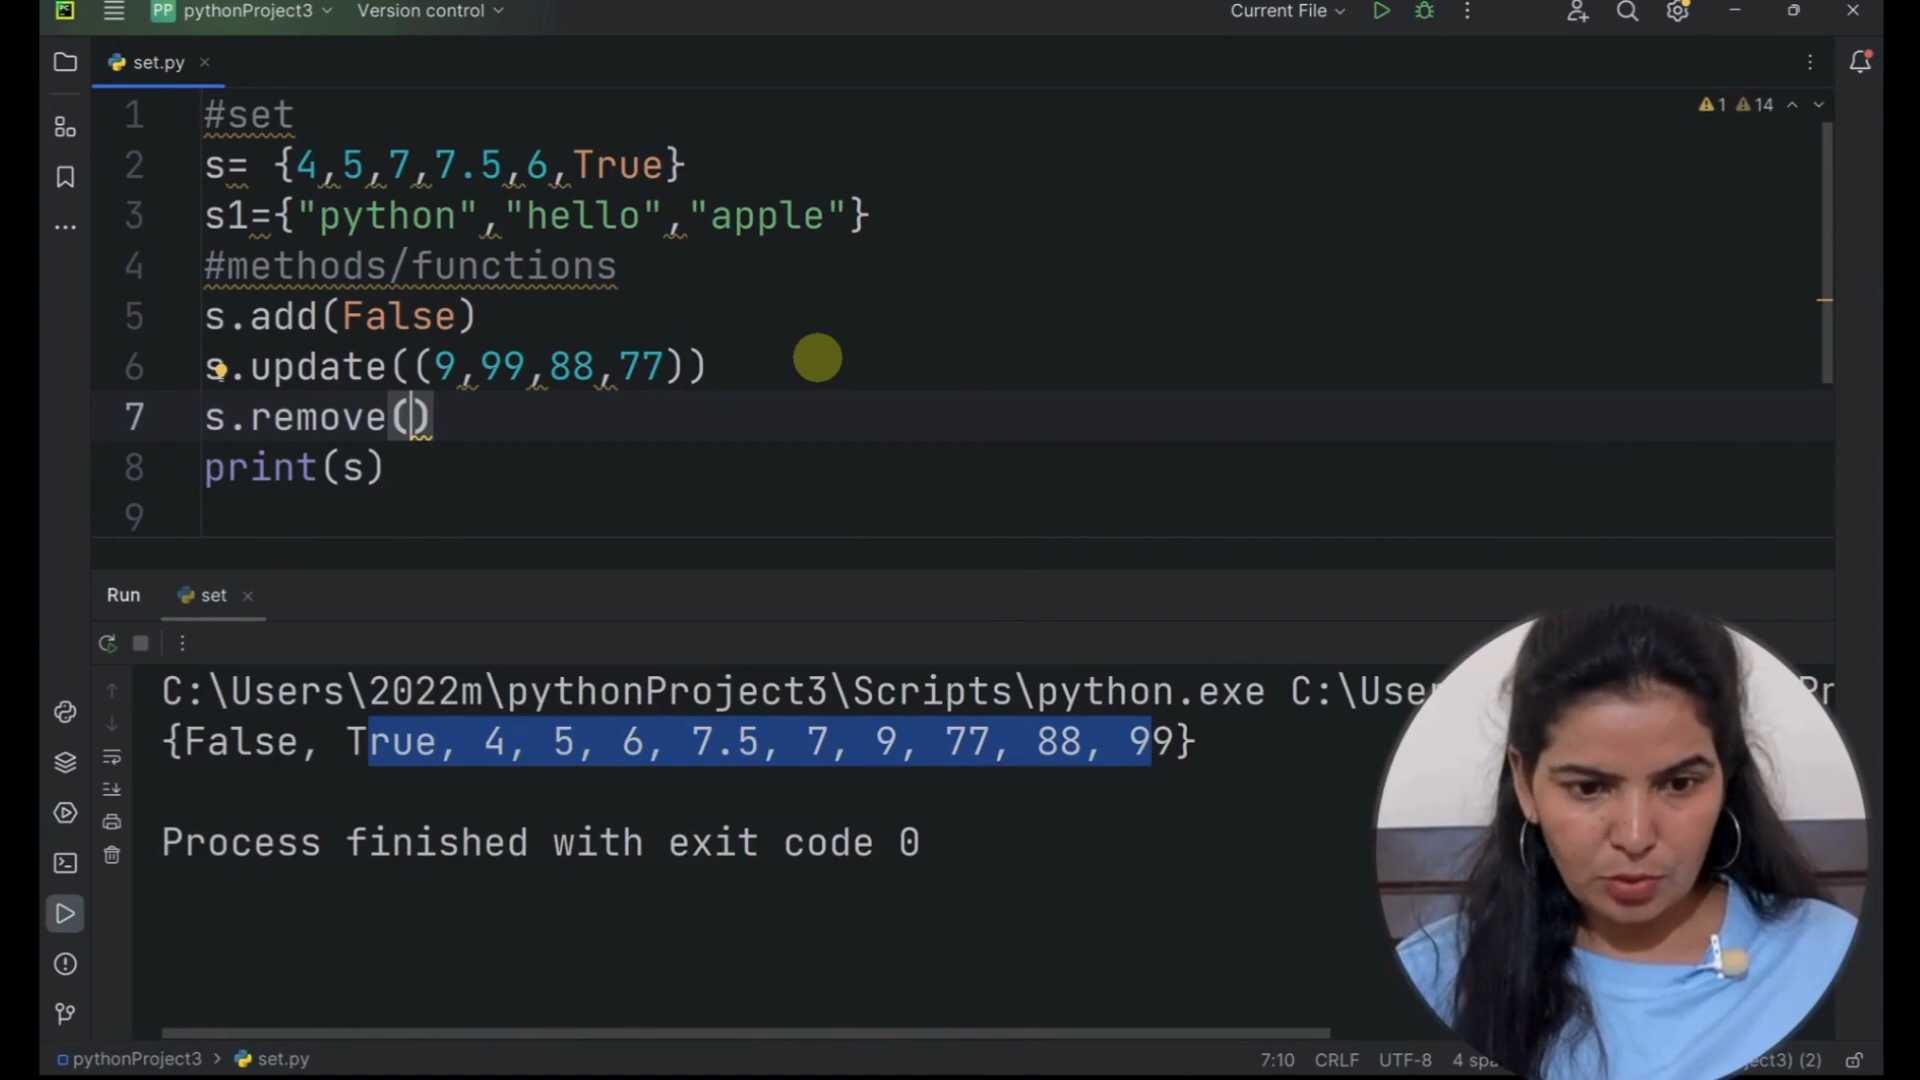 PP pythonProject3 Version control Current File
set.py
1 14
1 #set
2 s= {4,5,7,7.5,6,True}
3 s1={"python","hello","apple"}
4 #methods/functions
5 s.add(False)
6 s.update((9,99,88,77))
7 s.remove()
8 print(s)
9
Run set
C:\Users\2022m\pythonProject3\Scripts\python.exe C:\Use
{False, True, 4, 5, 6, 7.5, 7, 9, 77, 88, 99}
Process finished with exit code 0
pythonProject3 > set.py 7:10 CRLF UTF-8 4 spa ject3) (2)